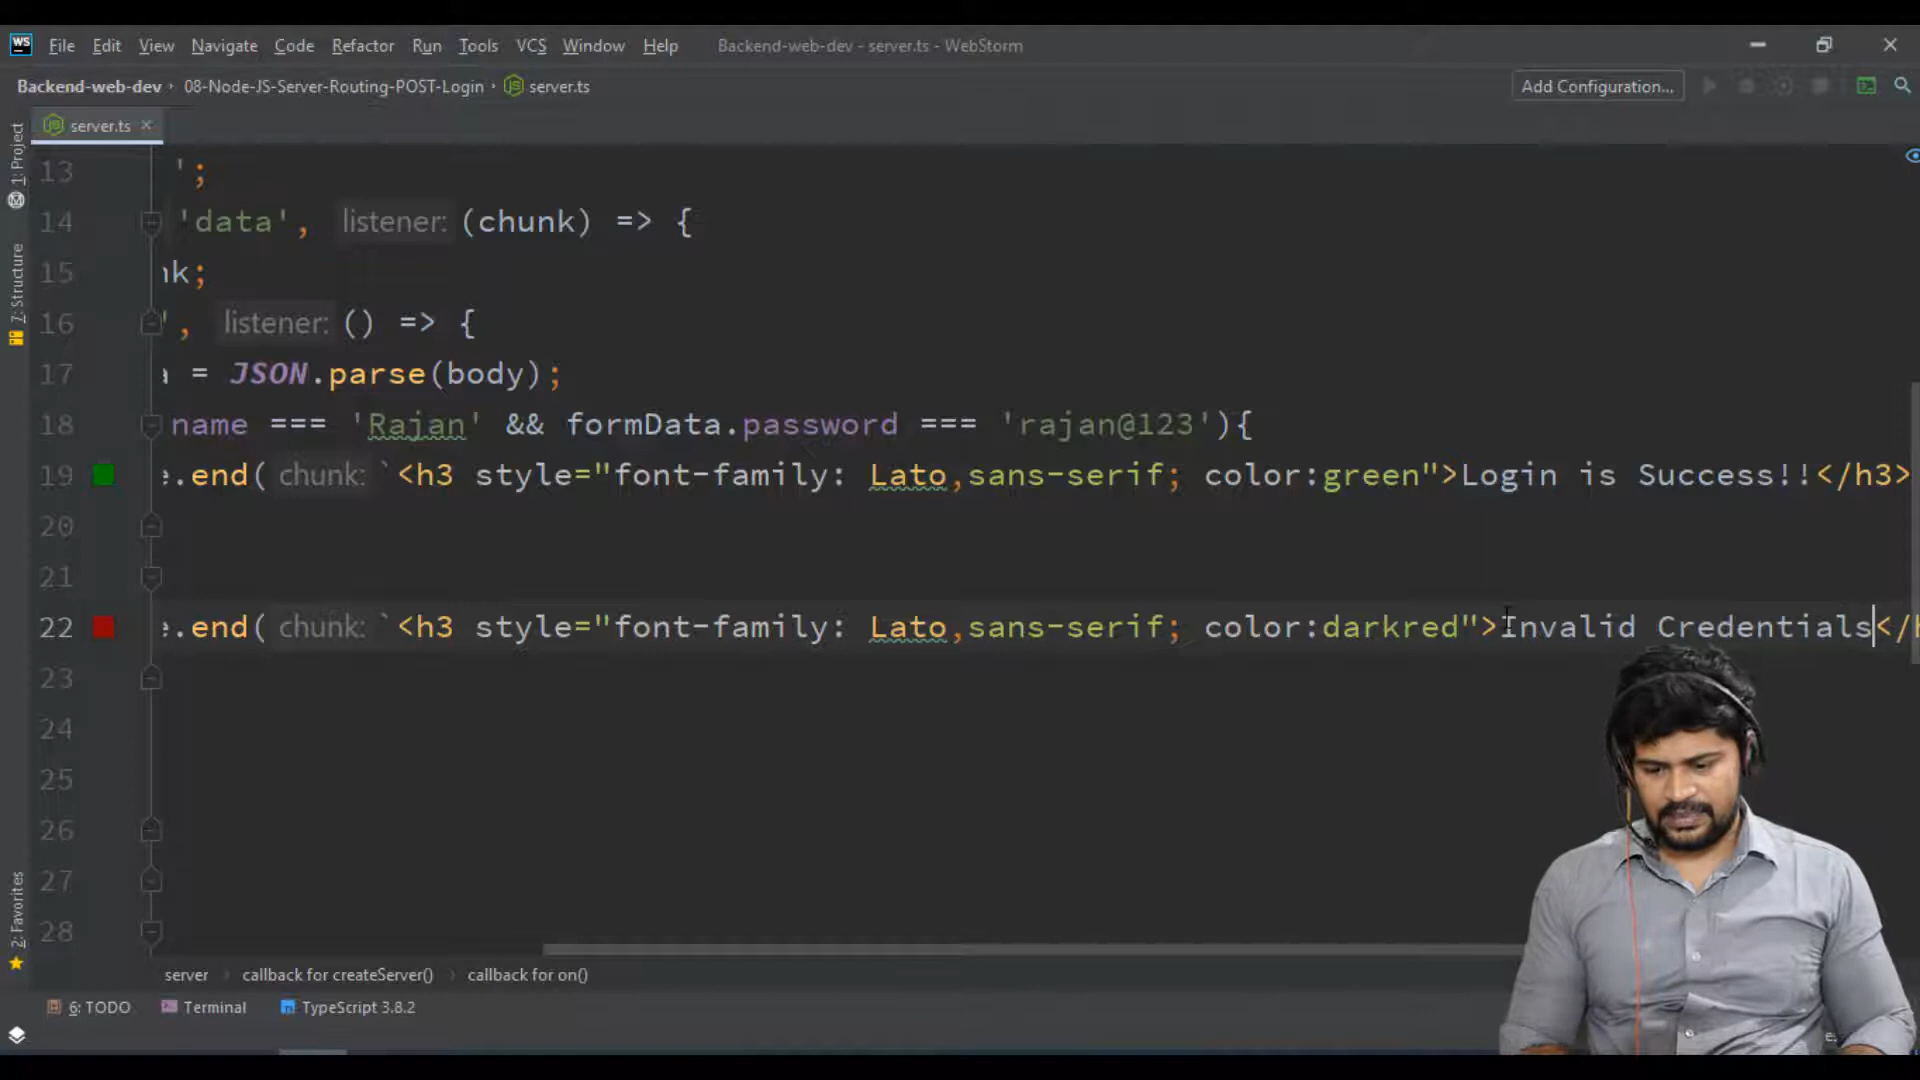 WS File Edit View Navigate Code Refactor Run Tools VCS Window Help Backend-web-dev - server.ts - WebStorm
Backend-web-dev › 08-Node-JS-Server-Routing-POST-Login › server.ts Add Configuration...
server.ts
1: Project
7: Structure
2: Favorites
13 ';
14 'data', listener: (chunk) => {
15 nk;
16 ', listener: () => {
17 a = JSON.parse(body);
18 name === 'Rajan' && formData.password === 'rajan@123'){
19 e.end( chunk: `<h3 style="font-family: Lato,sans-serif; color:green">Login is Success!!</h3>
20
21
22 e.end( chunk: `<h3 style="font-family: Lato,sans-serif; color:darkred">Invalid Credentials</h
23
24
25
26
27
28
server › callback for createServer() › callback for on()
6: TODO Terminal TypeScript 3.8.2